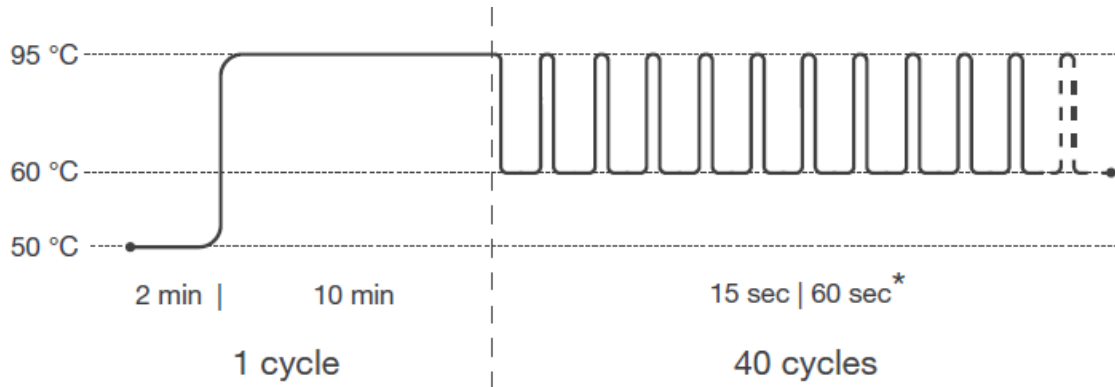 95 °C
60 °C
50 °C
2 min | 10 min
15 sec | 60 sec*
1 cycle
40 cycles